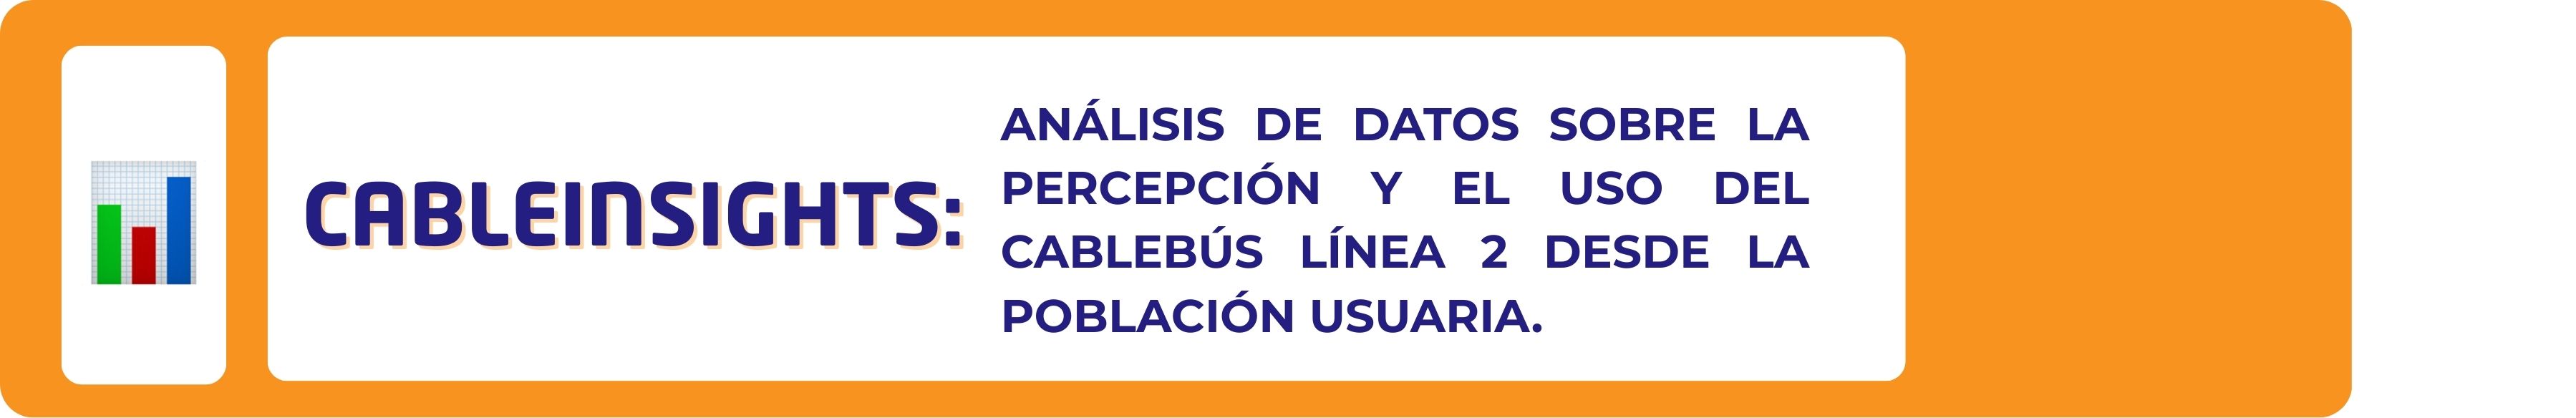 CABLEINSIGHTS:
ANÁLISIS DE DATOS SOBRE LA
PERCEPCIÓN Y EL USO DEL
CABLEBÚS LÍNEA 2 DESDE LA
POBLACIÓN USUARIA.